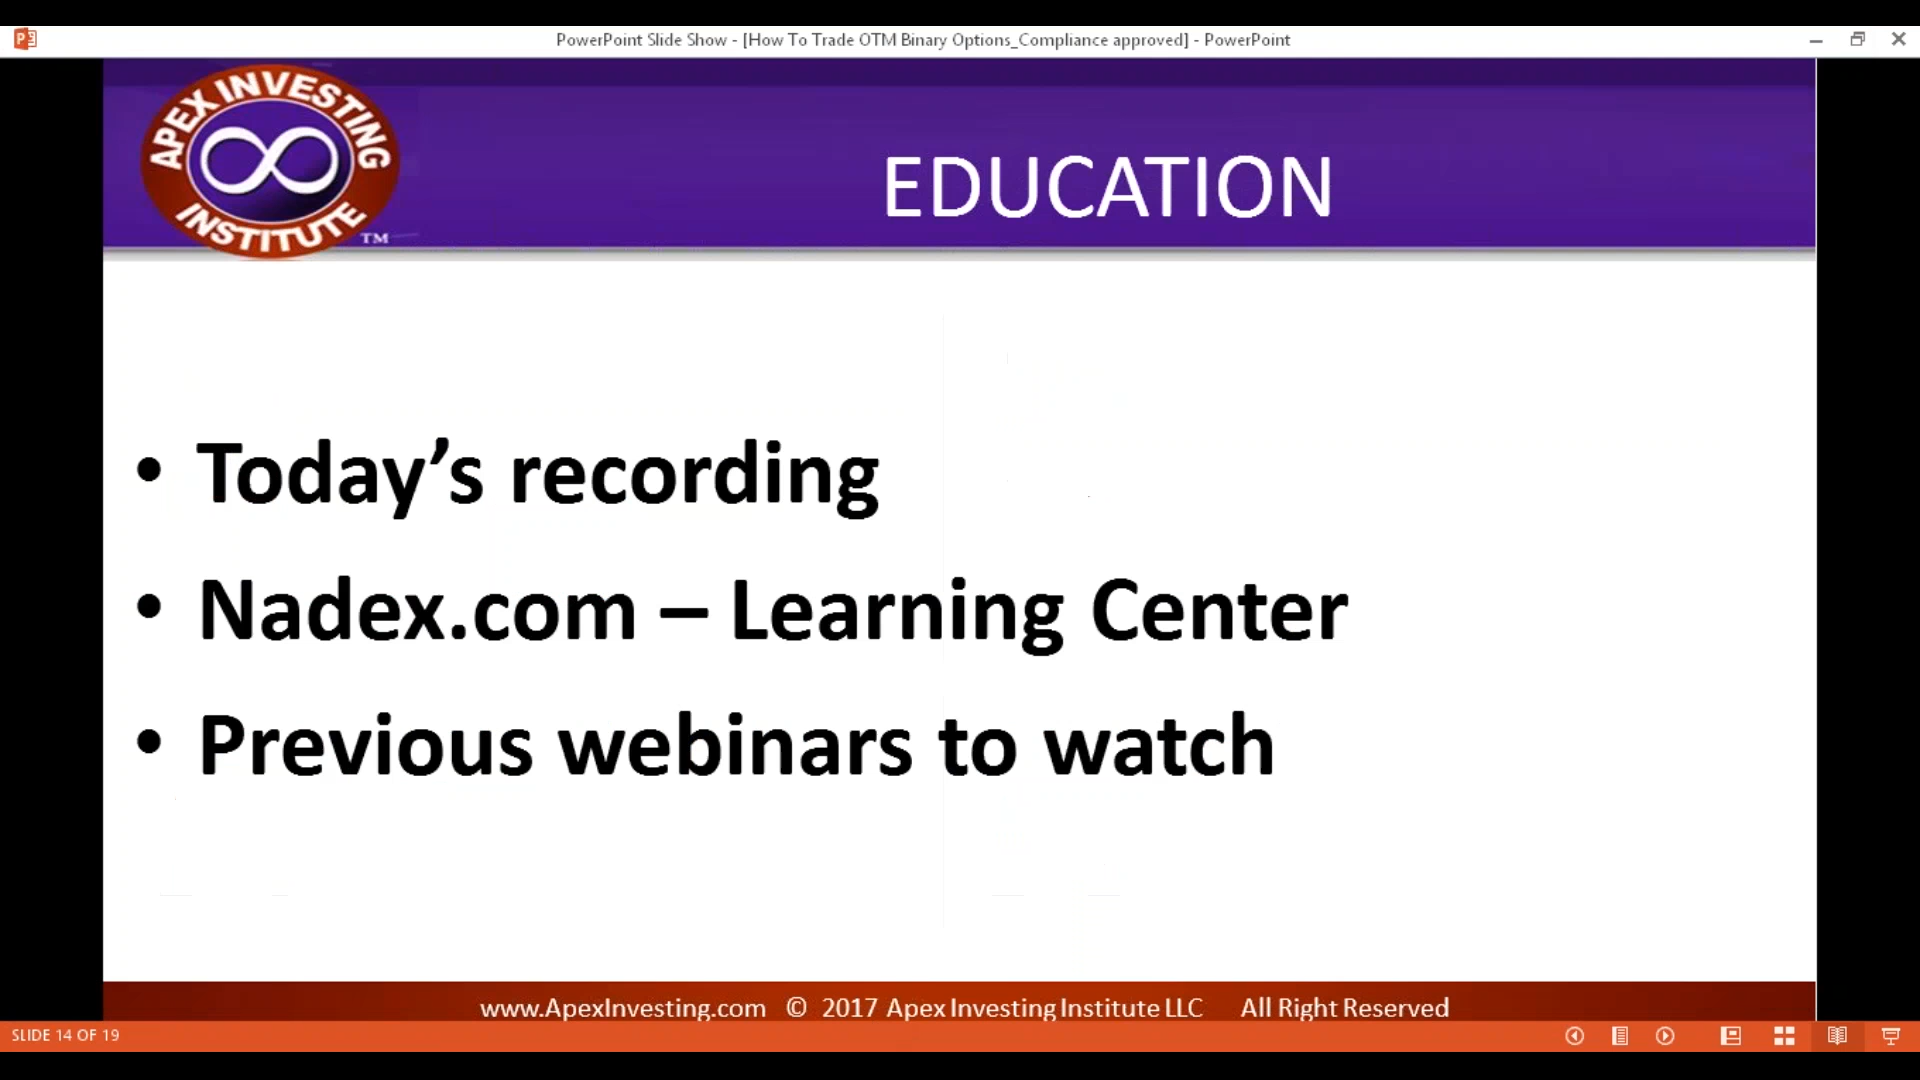 PowerPoint Slide Show - [How To Trade OTM Binary Options_Compliance approved] - PowerPoint
APEX INVESTING
INSTITUTE
TM
EDUCATION
• Today’s recording
• Nadex.com – Learning Center
• Previous webinars to watch
www.ApexInvesting.com © 2017 Apex Investing Institute LLC All Right Reserved
SLIDE 14 OF 19